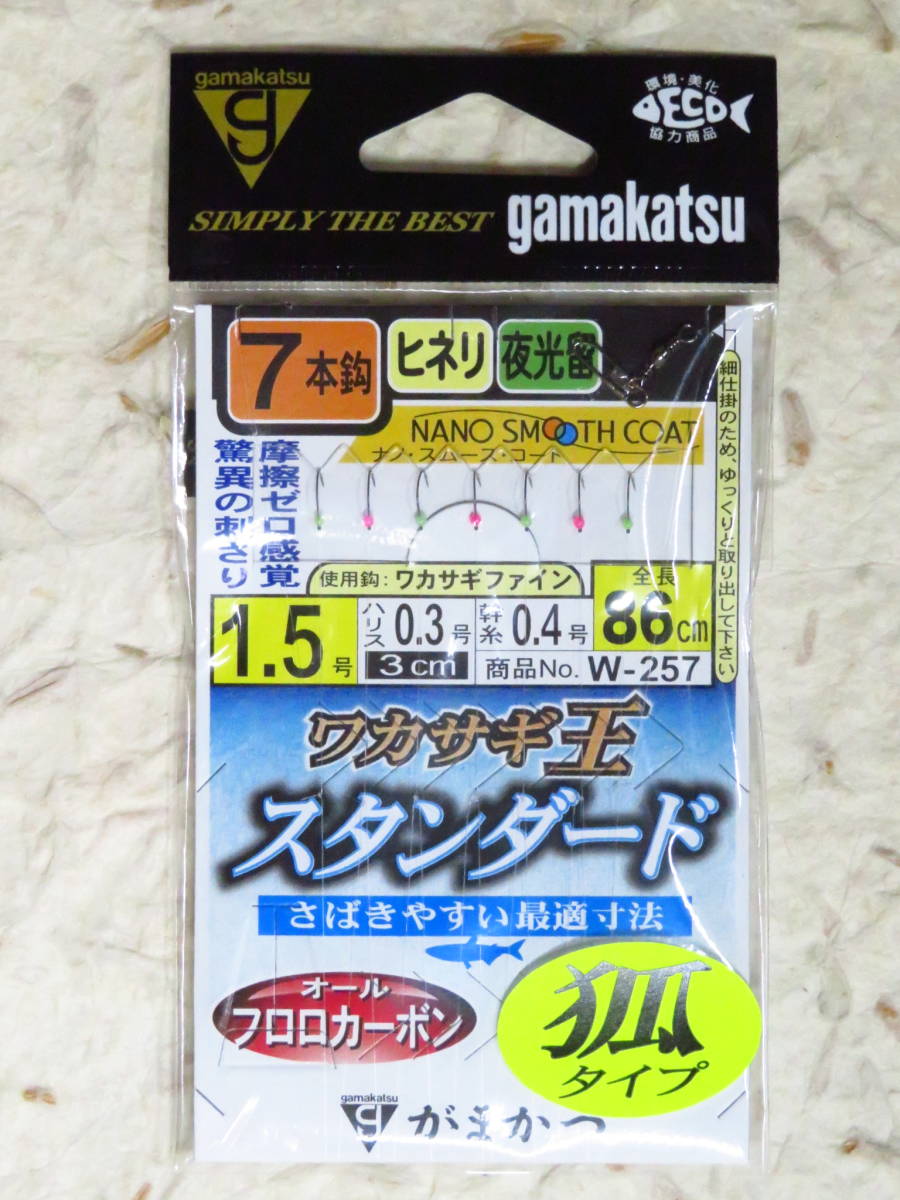 gamakatsu
環境・美化
DECO
協力商品
SIMPLY THE BEST
gamakatsu
7本鈎
ヒネリ
夜光留
NANO SMOOTH COAT
ナノ・スムース・コート
摩擦ゼロ感覚
驚異の刺さり
細仕掛のため、ゆっくりと取り出して下さい
使用鈎:ワカサギファイン
1.5号
ハリス0.3号
3cm
幹糸0.4号
全長
86cm
商品No. W-257
ワカサギ王
スタンダード
さばきやすい最適寸法
オール
フロロカーボン
狐
タイプ
gamakatsu
がまかつ